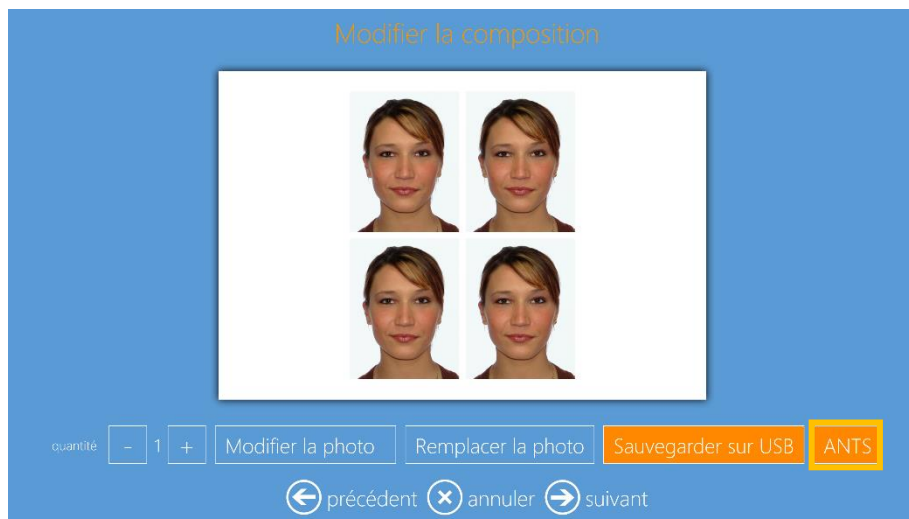 Modifier la composition
quantité - 1 + Modifier la photo Remplacer la photo Sauvegarder sur USB ANTS
précédent annuler suivant